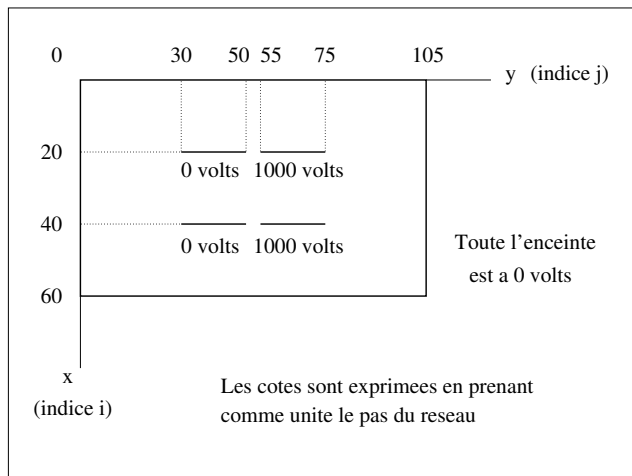 0 30 50 55 75 105
y (indice j)
20
0 volts 1000 volts
40
0 volts 1000 volts
Toute l'enceinte
est a 0 volts
60
x
(indice i)
Les cotes sont exprimees en prenant
comme unite le pas du reseau